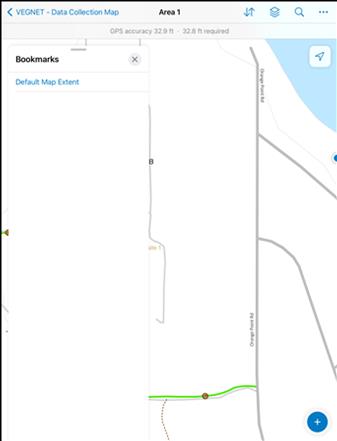 VEGNET - Data Collection Map
Area 1
GPS accuracy 32.9 ft · 32.8 ft required
Bookmarks
Default Map Extent
Orange Point Rd
B
Orange Point Rd